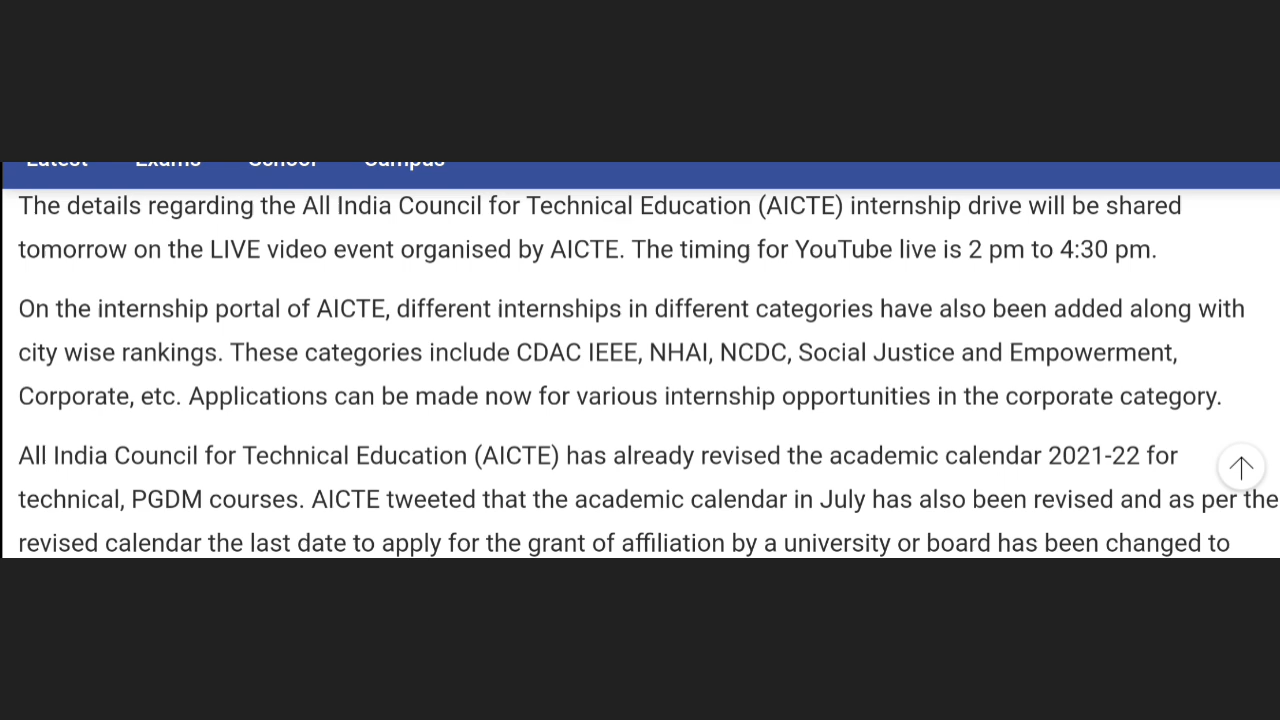 Latest Exams School Campus
The details regarding the All India Council for Technical Education (AICTE) internship drive will be shared
tomorrow on the LIVE video event organised by AICTE. The timing for YouTube live is 2 pm to 4:30 pm.
On the internship portal of AICTE, different internships in different categories have also been added along with
city wise rankings. These categories include CDAC IEEE, NHAI, NCDC, Social Justice and Empowerment,
Corporate, etc. Applications can be made now for various internship opportunities in the corporate category.
All India Council for Technical Education (AICTE) has already revised the academic calendar 2021-22 for
technical, PGDM courses. AICTE tweeted that the academic calendar in July has also been revised and as per the
revised calendar the last date to apply for the grant of affiliation by a university or board has been changed to